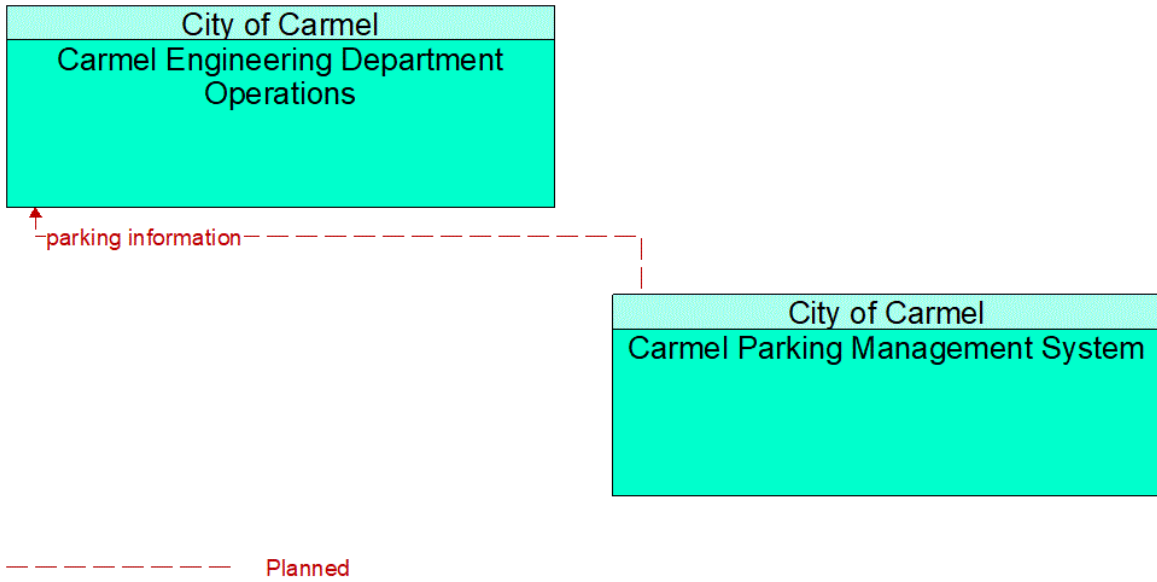 City of Carmel
Carmel Engineering Department
Operations
parking information
City of Carmel
Carmel Parking Management System
Planned